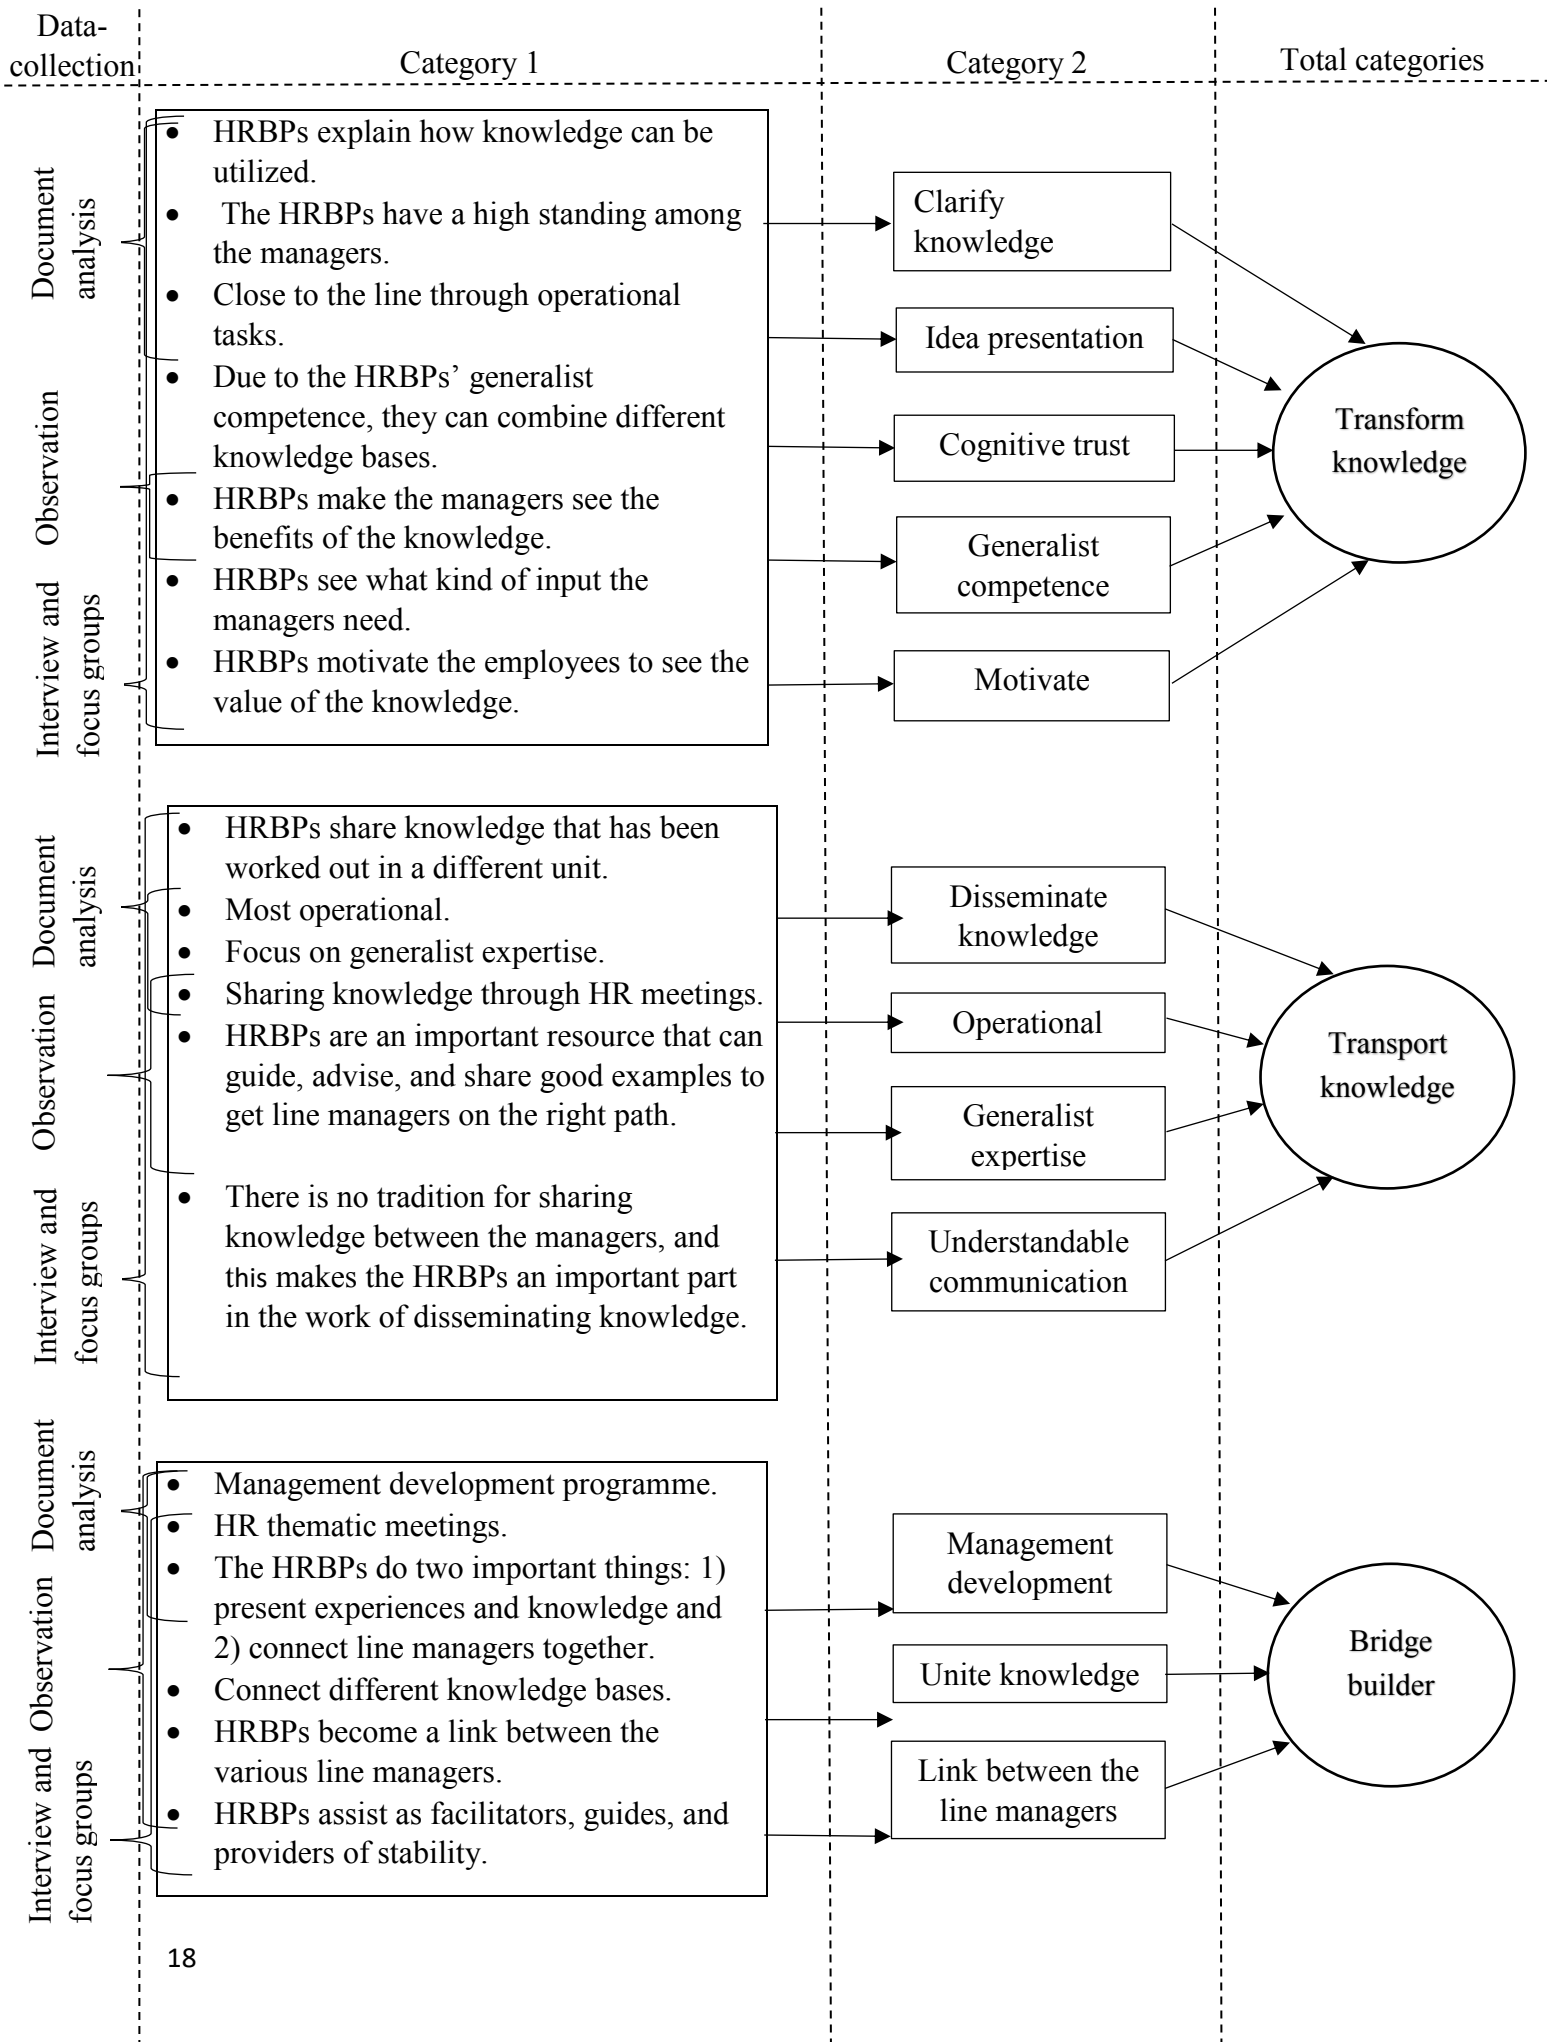 Data-
collection
Category 1
Category 2
Total categories
Document
analysis
Observation
Interview and
focus groups
• HRBPs explain how knowledge can be
utilized.
• The HRBPs have a high standing among
the managers.
• Close to the line through operational
tasks.
• Due to the HRBPs’ generalist
competence, they can combine different
knowledge bases.
• HRBPs make the managers see the
benefits of the knowledge.
• HRBPs see what kind of input the
managers need.
• HRBPs motivate the employees to see the
value of the knowledge.
Clarify
knowledge
Idea presentation
Cognitive trust
Generalist
competence
Motivate
Transform
knowledge
Document
analysis
Observation
Interview and
focus groups
• HRBPs share knowledge that has been
worked out in a different unit.
• Most operational.
• Focus on generalist expertise.
• Sharing knowledge through HR meetings.
• HRBPs are an important resource that can
guide, advise, and share good examples to
get line managers on the right path.
• There is no tradition for sharing
knowledge between the managers, and
this makes the HRBPs an important part
in the work of disseminating knowledge.
Disseminate
knowledge
Operational
Generalist
expertise
Understandable
communication
Transport
knowledge
Document
analysis
Observation
Interview and
focus groups
• Management development programme.
• HR thematic meetings.
• The HRBPs do two important things: 1)
present experiences and knowledge and
2) connect line managers together.
• Connect different knowledge bases.
• HRBPs become a link between the
various line managers.
• HRBPs assist as facilitators, guides, and
providers of stability.
Management
development
Unite knowledge
Link between the
line managers
Bridge
builder
18